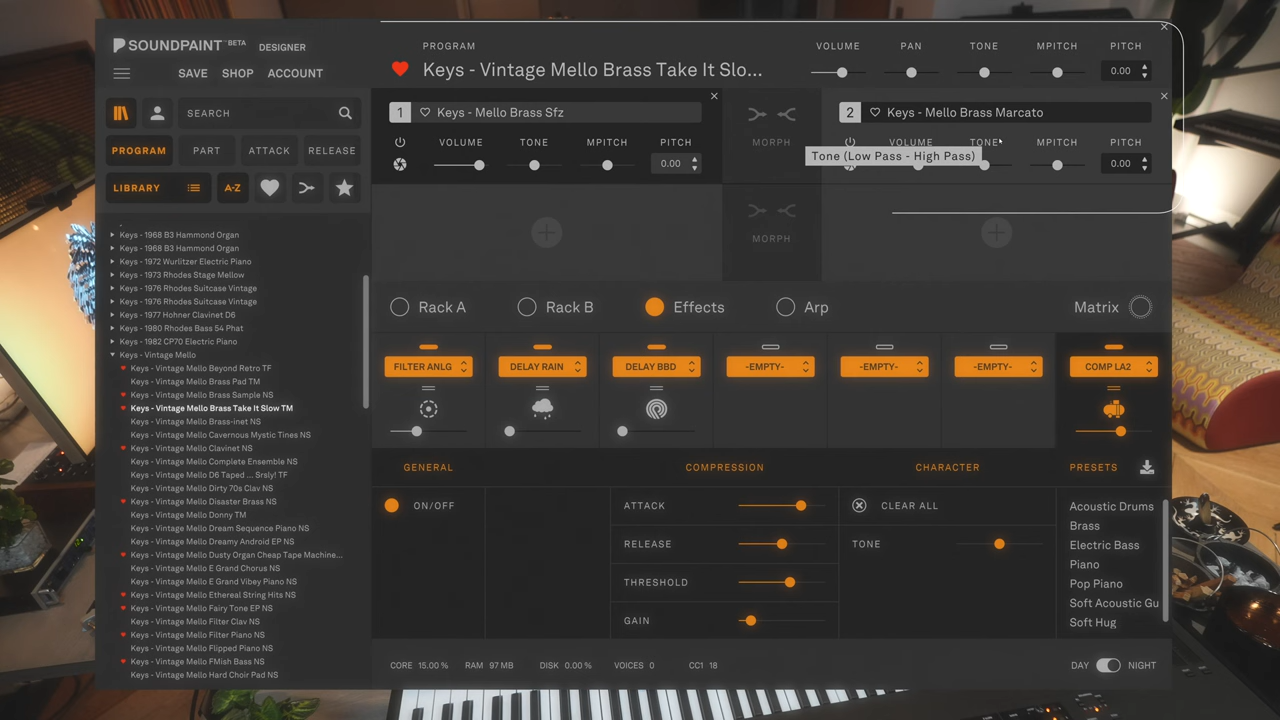 SOUNDPAINT™ BETA DESIGNER
SAVE SHOP ACCOUNT
SEARCH
PROGRAM PART ATTACK RELEASE
LIBRARY A-Z
Keys - 1968 B3 Hammond Organ
Keys - 1968 B3 Hammond Organ
Keys - 1972 Wurlitzer Electric Piano
Keys - 1973 Rhodes Stage Mellow
Keys - 1976 Rhodes Suitcase Vintage
Keys - 1976 Rhodes Suitcase Vintage
Keys - 1977 Hohner Clavinet D6
Keys - 1980 Rhodes Bass 54 Phat
Keys - 1982 CP70 Electric Piano
Keys - Vintage Mello
Keys - Vintage Mello Beyond Retro TF
Keys - Vintage Mello Brass Pad TM
Keys - Vintage Mello Brass Sample NS
Keys - Vintage Mello Brass Take It Slow TM
Keys - Vintage Mello Brass-inet NS
Keys - Vintage Mello Cavernous Mystic Tines NS
Keys - Vintage Mello Clavinet NS
Keys - Vintage Mello Complete Ensemble NS
Keys - Vintage Mello D6 Taped ... Srsly! TF
Keys - Vintage Mello Dirty 70s Clav NS
Keys - Vintage Mello Disaster Brass NS
Keys - Vintage Mello Donny TM
Keys - Vintage Mello Dream Sequence Piano NS
Keys - Vintage Mello Dreamy Android EP NS
Keys - Vintage Mello Dusty Organ Cheap Tape Machine...
Keys - Vintage Mello E Grand Chorus NS
Keys - Vintage Mello E Grand Vibey Piano NS
Keys - Vintage Mello Ethereal String Hits NS
Keys - Vintage Mello Fairy Tone EP NS
Keys - Vintage Mello Filter Clav NS
Keys - Vintage Mello Filter Piano NS
Keys - Vintage Mello Flipped Piano NS
Keys - Vintage Mello FMish Bass NS
Keys - Vintage Mello Hard Choir Pad NS
PROGRAM VOLUME PAN TONE MPITCH PITCH
Keys - Vintage Mello Brass Take It Slo... 0.00
1 Keys - Mello Brass Sfz
VOLUME TONE MPITCH PITCH
0.00
MORPH
2 Keys - Mello Brass Marcato
VOLUME TONE MPITCH PITCH
Tone (Low Pass - High Pass)
0.00
MORPH
Rack A Rack B Effects Arp Matrix
FILTER ANLG DELAY RAIN DELAY BBD -EMPTY- -EMPTY- -EMPTY- COMP LA2
GENERAL COMPRESSION CHARACTER PRESETS
ON/OFF
ATTACK
RELEASE
THRESHOLD
GAIN
CLEAR ALL
TONE
Acoustic Drums
Brass
Electric Bass
Piano
Pop Piano
Soft Acoustic Gu
Soft Hug
CORE 15.00 % RAM 97 MB DISK 0.00 % VOICES 0 CC1 18 DAY NIGHT